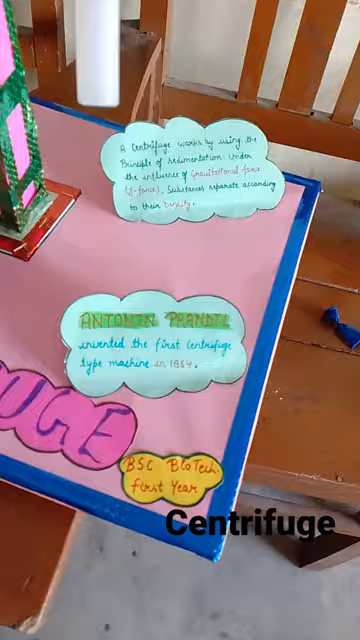 A Centrifuge works by using the
Principle of sedimentation: Under
the influence of Gravitational force
(g-force), Substances separate according
to their Density.
ANTONIN PRANDTL
invented the first Centrifuge
type machine in 1864.
UGE
BSC BioTech.
first Year
Centrifuge